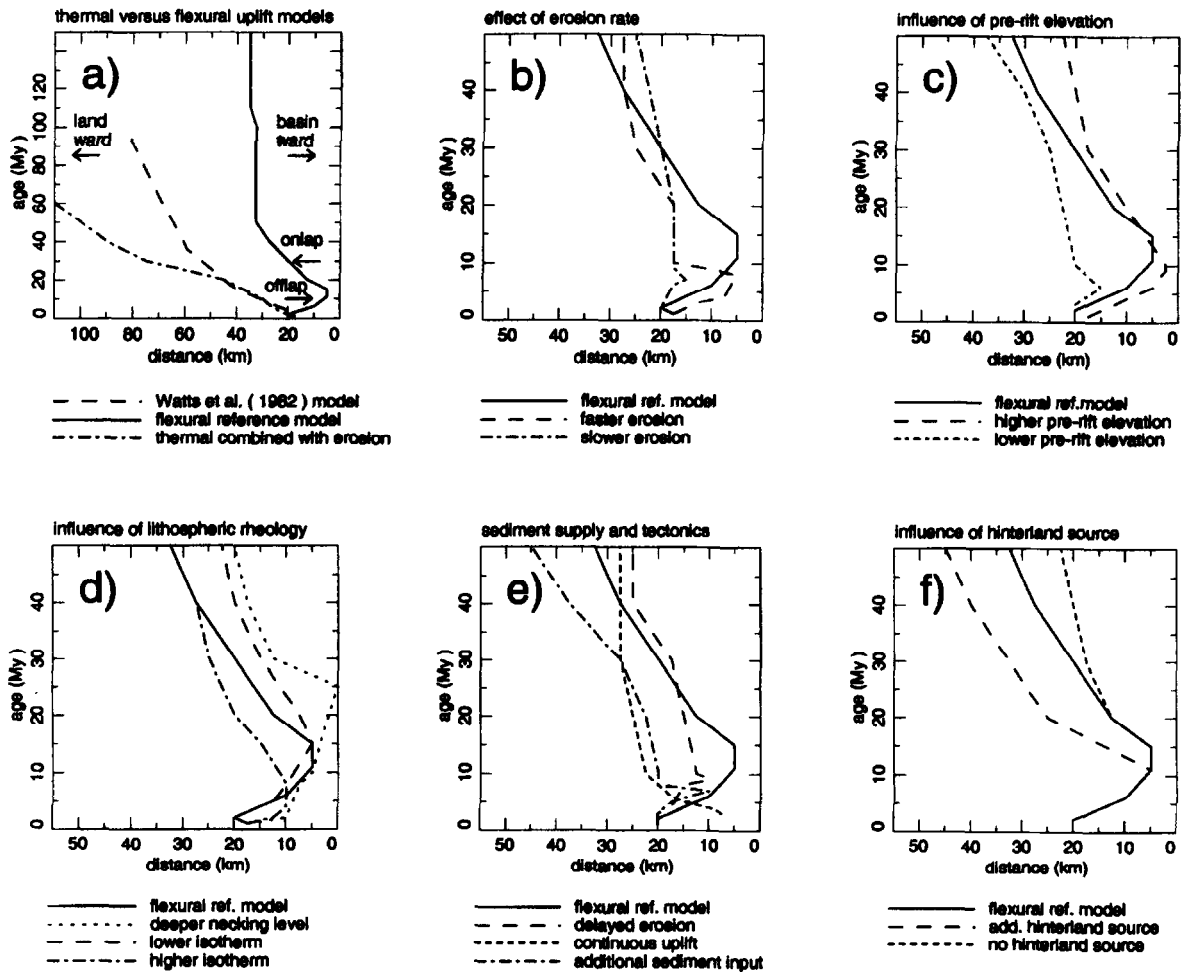 thermal versus flexural uplift models
a)
land
ward
basin
ward
onlap
offlap
age (My)
0 20 40 60 80 100 120
100 80 60 40 20 0
distance (km)
Watts et al. ( 1982 ) model
flexural reference model
thermal combined with erosion
effect of erosion rate
b)
age (My)
0 10 20 30 40
50 40 30 20 10 0
distance (km)
flexural ref. model
faster erosion
slower erosion
influence of pre-rift elevation
c)
age (My)
0 10 20 30 40
50 40 30 20 10 0
distance (km)
flexural ref.model
higher pre-rift elevation
lower pre-rift elevation
influence of lithospheric rheology
d)
age (My)
0 10 20 30 40
50 40 30 20 10 0
distance (km)
flexural ref. model
deeper necking level
lower isotherm
higher isotherm
sediment supply and tectonics
e)
age (My)
0 10 20 30 40
50 40 30 20 10 0
distance (km)
flexural ref. model
delayed erosion
continuous uplift
additional sediment input
influence of hinterland source
f)
age (My)
0 10 20 30 40
50 40 30 20 10 0
distance (km)
flexural ref. model
add. hinterland source
no hinterland source